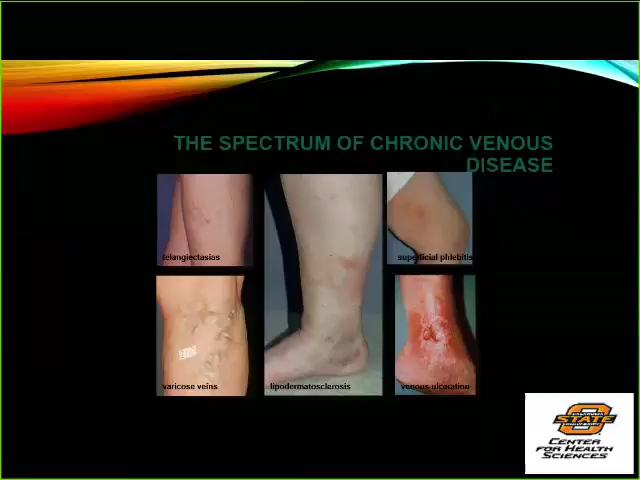 THE SPECTRUM OF CHRONIC VENOUS
DISEASE
telangiectasias
superficial phlebitis
varicose veins
lipodermatosclerosis
venous ulceration
STATE
CENTER
FOR HEALTH
SCIENCES